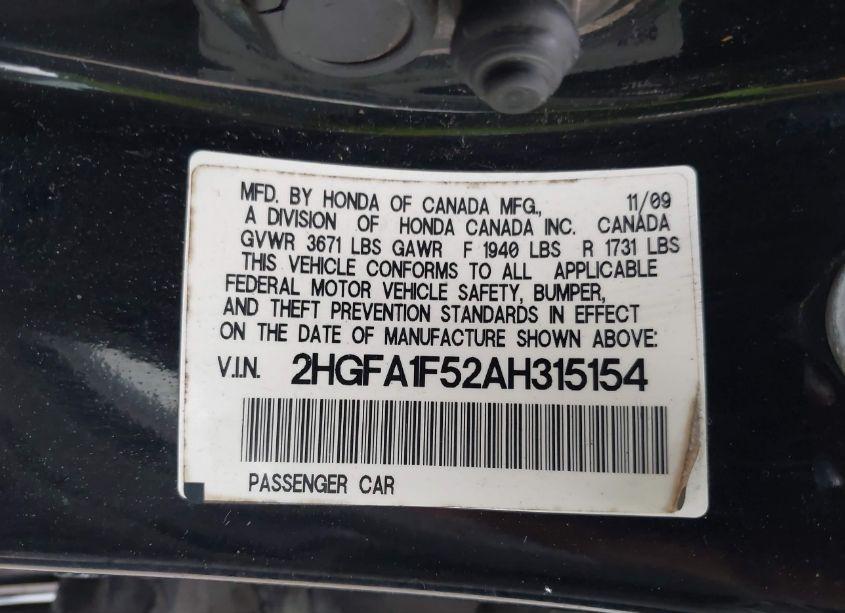 MFD. BY HONDA OF CANADA MFG., 11/09
A DIVISION OF HONDA CANADA INC. CANADA
GVWR 3671 LBS GAWR F 1940 LBS R 1731 LBS
THIS VEHICLE CONFORMS TO ALL APPLICABLE
FEDERAL MOTOR VEHICLE SAFETY, BUMPER,
AND THEFT PREVENTION STANDARDS IN EFFECT
ON THE DATE OF MANUFACTURE SHOWN ABOVE:
V.I.N. 2HGFA1F52AH315154
PASSENGER CAR